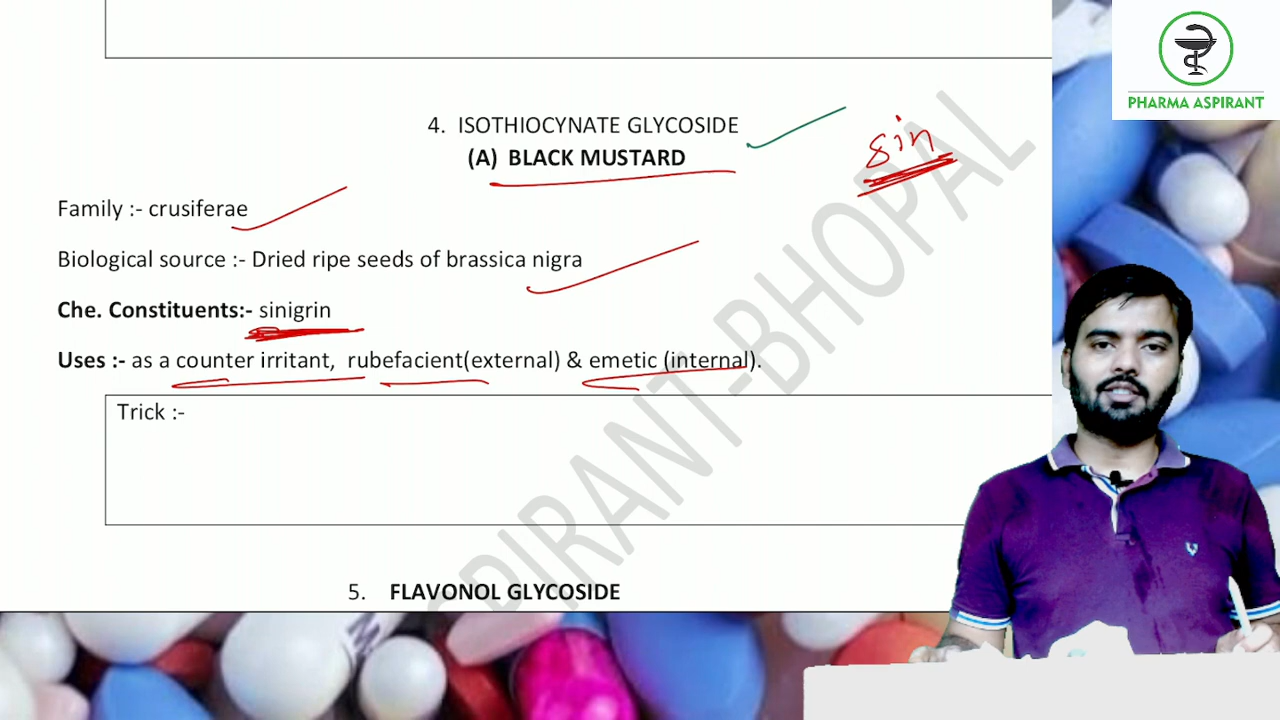 PHARMA ASPIRANT
4. ISOTHIOCYNATE GLYCOSIDE
(A) BLACK MUSTARD
sin
Family :- crusiferae
Biological source :- Dried ripe seeds of brassica nigra
Che. Constituents:- sinigrin
Uses :- as a counter irritant, rubefacient(external) & emetic (internal).
Trick :-
5. FLAVONOL GLYCOSIDE
SPIRANT-BHOPAL